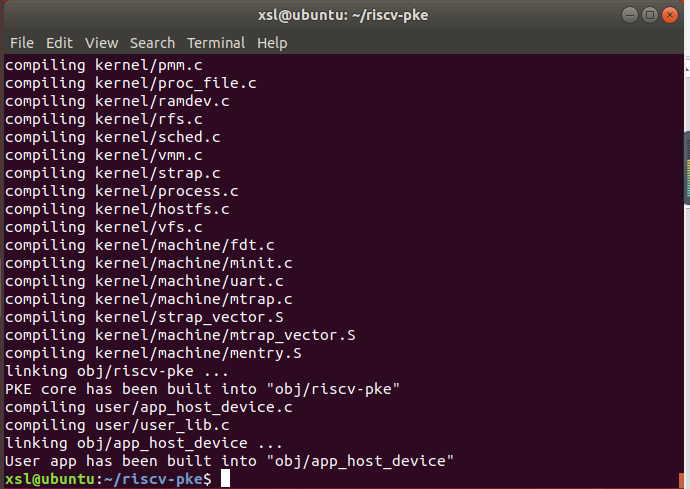 xsl@ubuntu: ~/riscv-pke
File Edit View Search Terminal Help
compiling kernel/pmm.c
compiling kernel/proc_file.c
compiling kernel/ramdev.c
compiling kernel/rfs.c
compiling kernel/sched.c
compiling kernel/vmm.c
compiling kernel/strap.c
compiling kernel/process.c
compiling kernel/hostfs.c
compiling kernel/vfs.c
compiling kernel/machine/fdt.c
compiling kernel/machine/minit.c
compiling kernel/machine/uart.c
compiling kernel/machine/mtrap.c
compiling kernel/strap_vector.S
compiling kernel/machine/mtrap_vector.S
compiling kernel/machine/mentry.S
linking obj/riscv-pke ...
PKE core has been built into "obj/riscv-pke"
compiling user/app_host_device.c
compiling user/user_lib.c
linking obj/app_host_device ...
User app has been built into "obj/app_host_device"
xsl@ubuntu:~/riscv-pke$